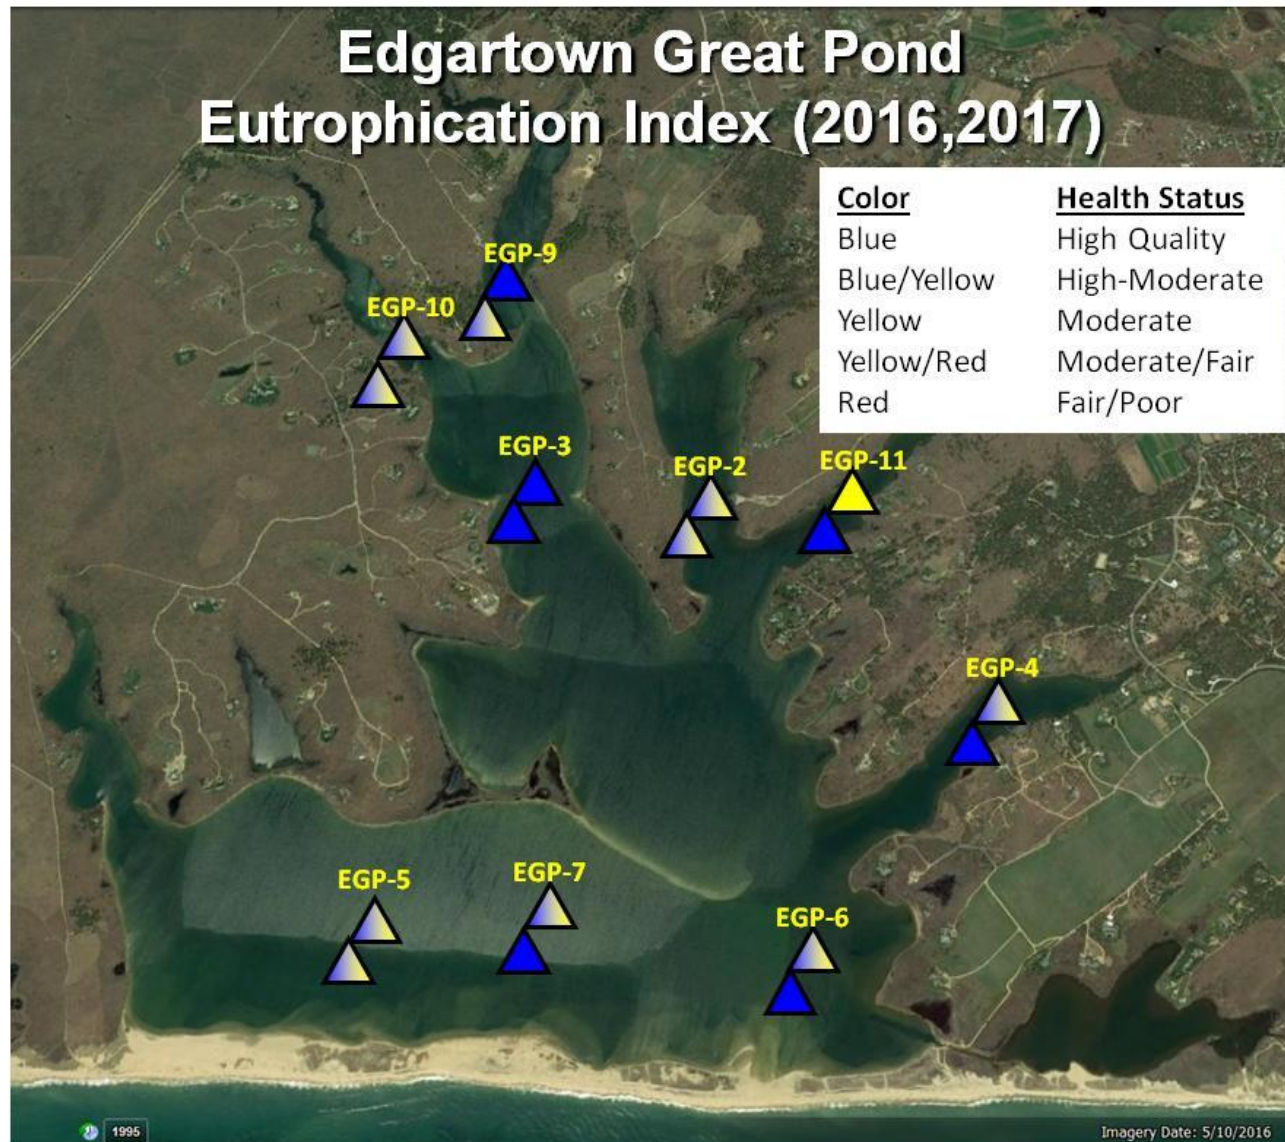 Edgartown Great Pond
Eutrophication Index (2016,2017)
Color Health Status
Blue High Quality
Blue/Yellow High-Moderate
Yellow Moderate
Yellow/Red Moderate/Fair
Red Fair/Poor
EGP-9
EGP-10
EGP-3
EGP-2
EGP-11
EGP-4
EGP-5
EGP-7
EGP-6
1995
Imagery Date: 5/10/2016